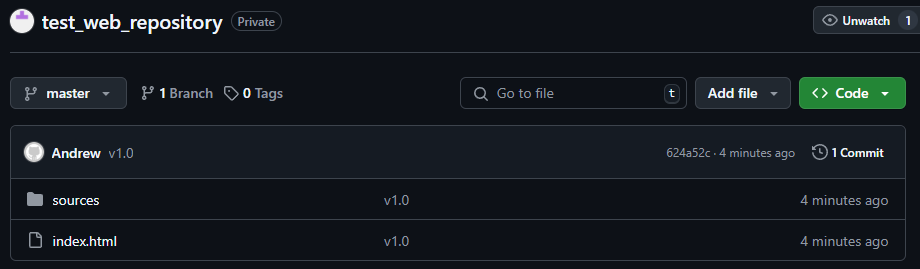 test_web_repository Private Unwatch 1
master 1 Branch 0 Tags Go to file t Add file Code
Andrew v1.0 624a52c · 4 minutes ago 1 Commit
sources v1.0 4 minutes ago
index.html v1.0 4 minutes ago